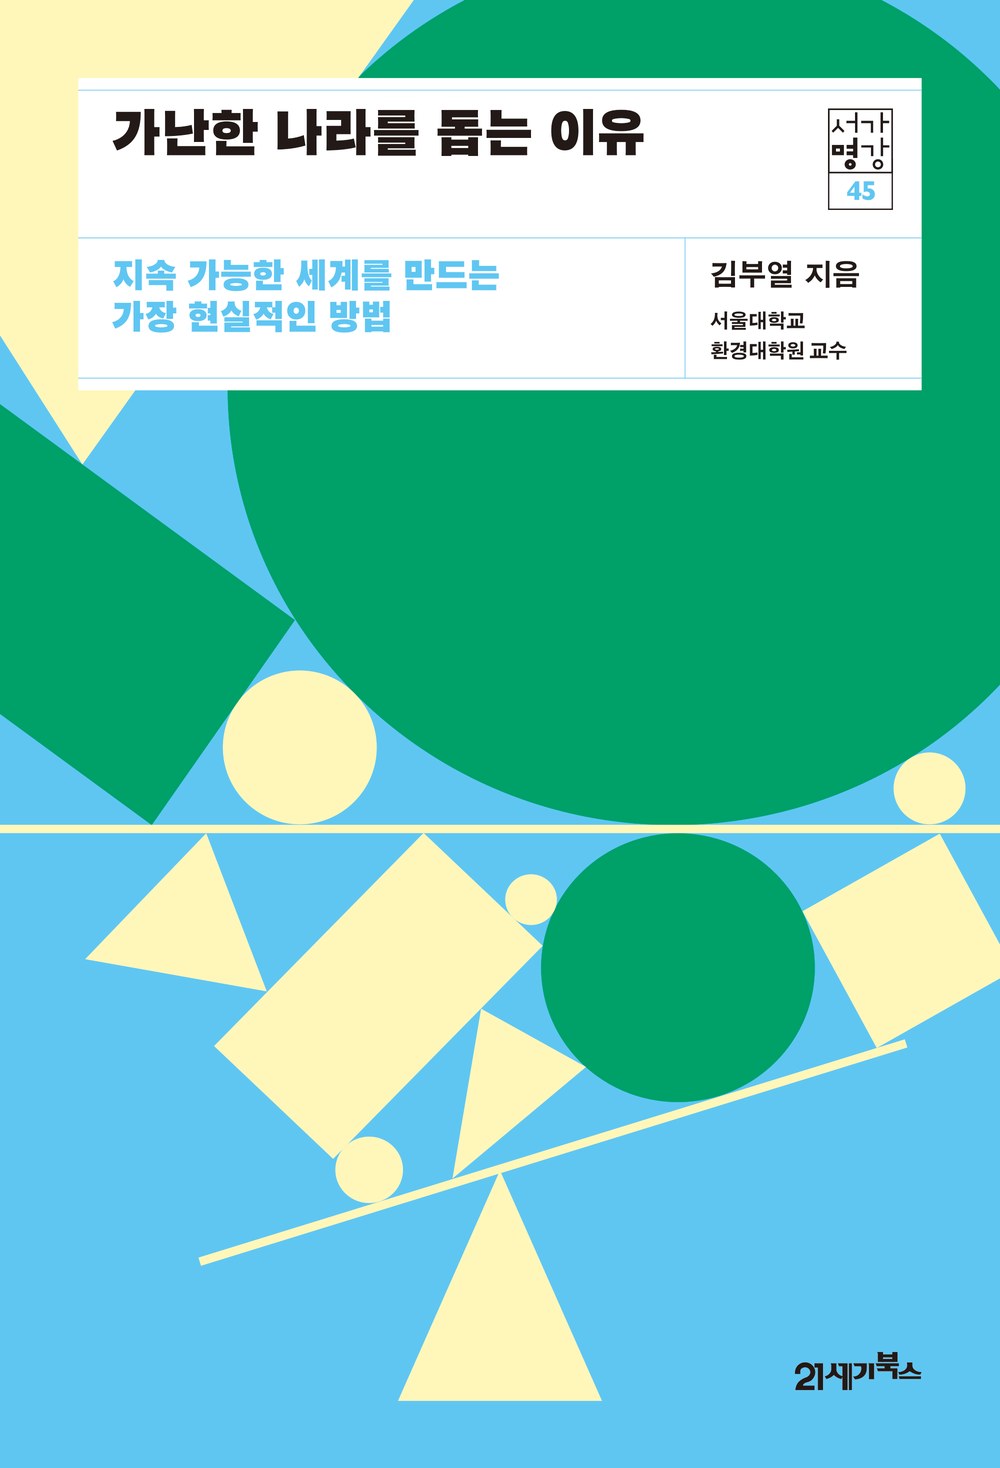 가난한 나라를 돕는 이유
서가
명강
45
지속 가능한 세계를 만드는
가장 현실적인 방법
김부열 지음
서울대학교
환경대학원 교수
21세기북스